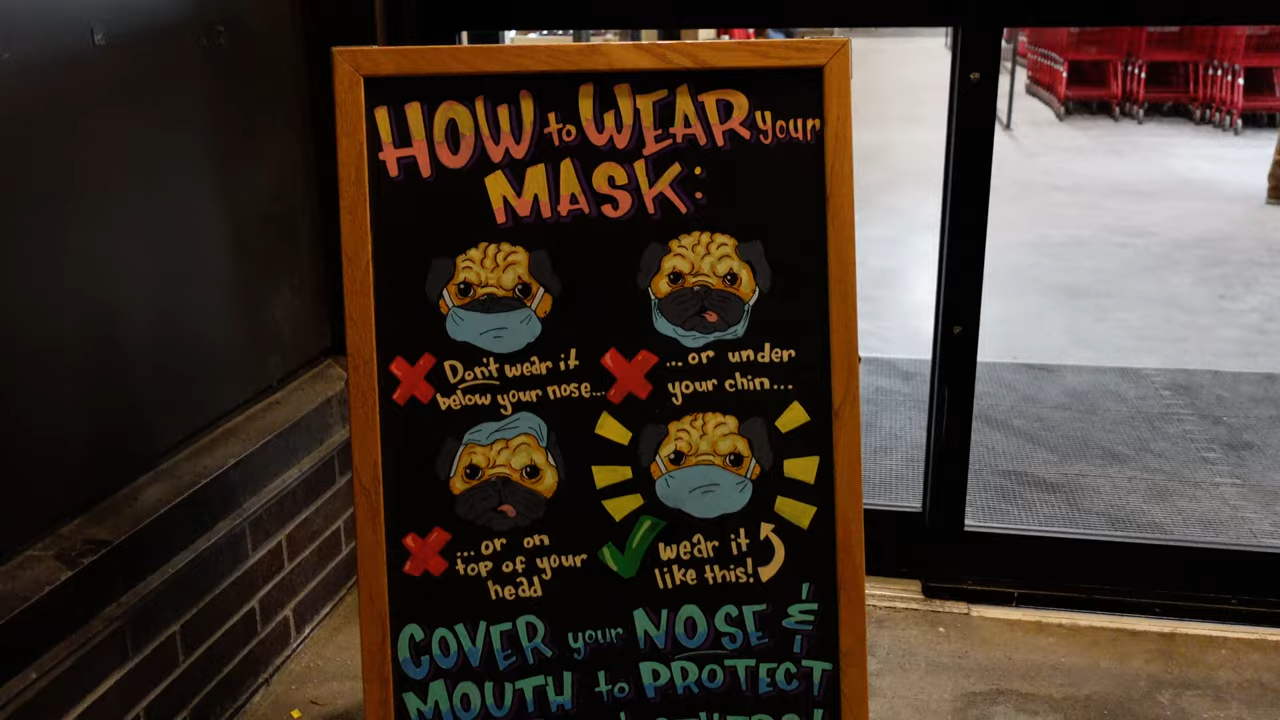 HOW to WEAR your
MASK:
Don't wear it
below your nose...
...or under
your chin...
...or on
top of your
head
wear it
like this!
COVER your NOSE &
MOUTH to PROTECT
OTHERS!